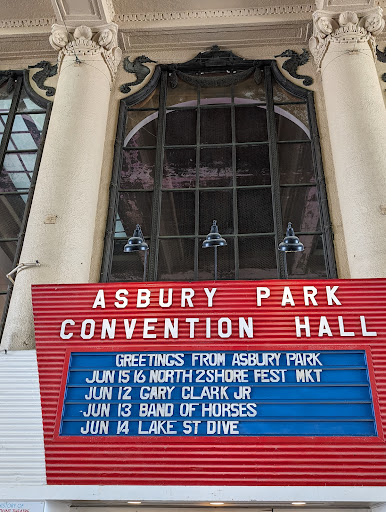 ASBURY PARK
CONVENTION HALL
GREETINGS FROM ASBURY PARK
JUN 15 16 NORTH 2SHORE FEST MKT
JUN 12 GARY CLARK JR
JUN 13 BAND OF HORSES
JUN 14 LAKE ST DIVE